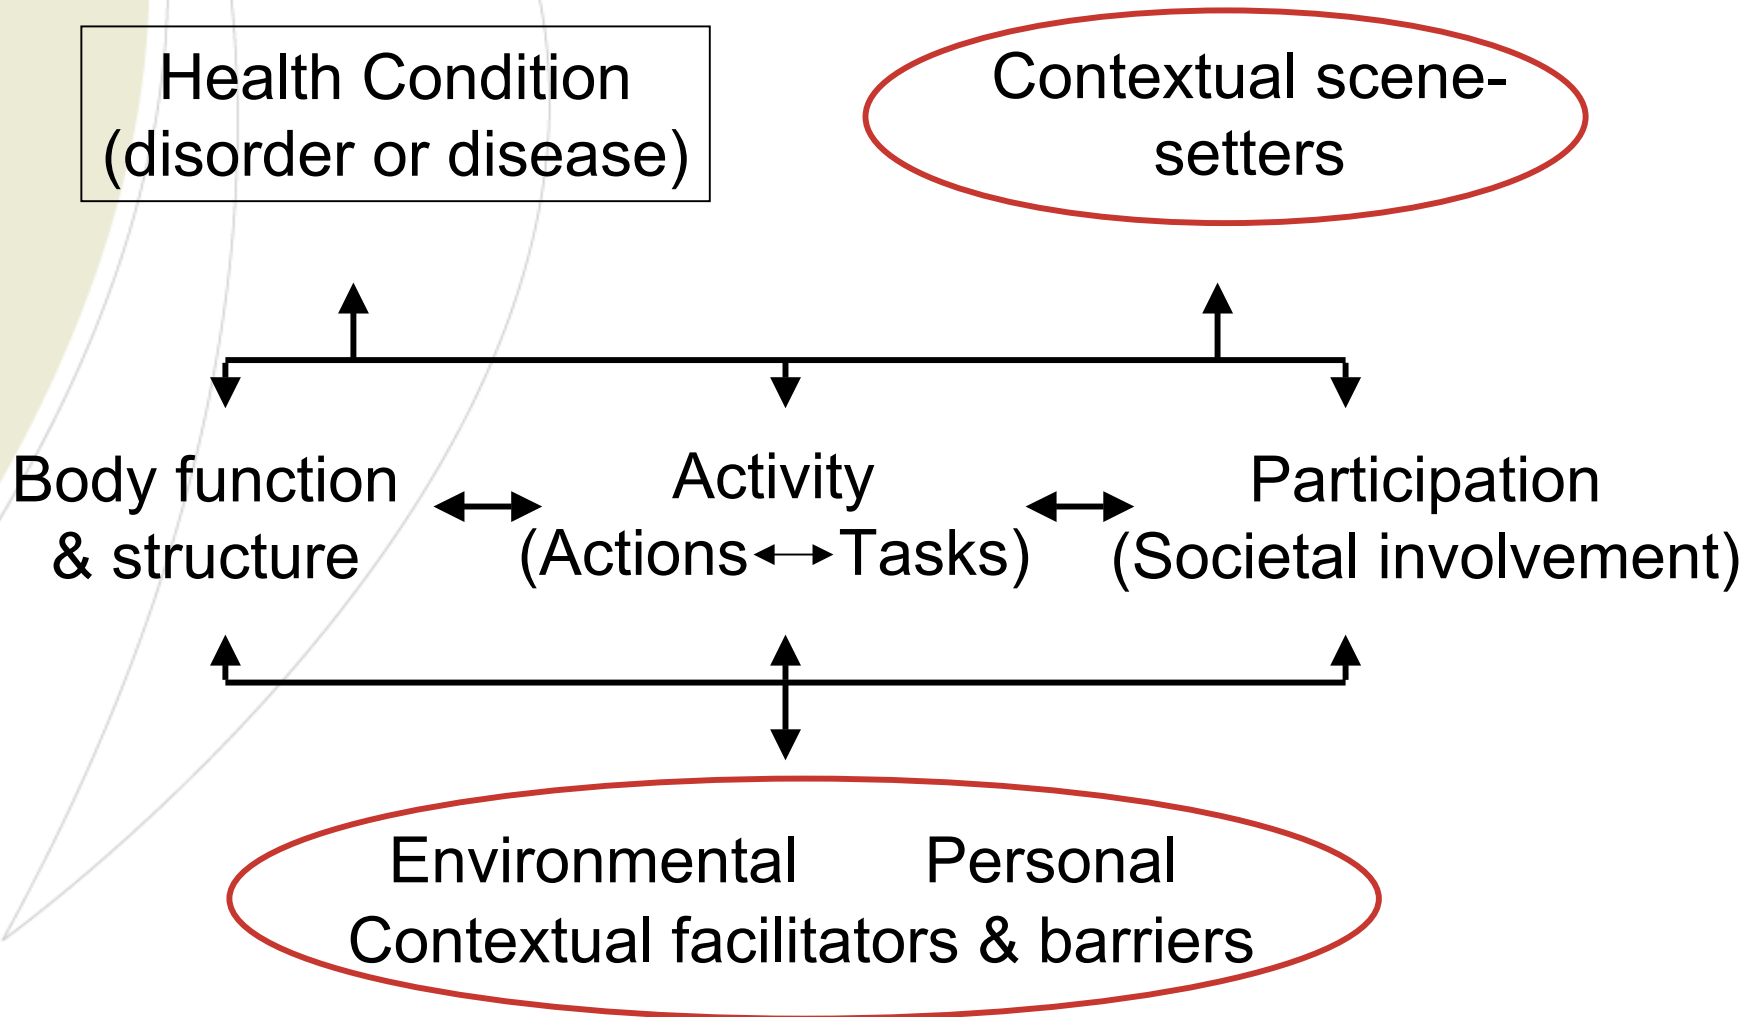 Health Condition
(disorder or disease)
Contextual scene-
setters
Body function
& structure
Activity
(Actions↔Tasks)
Participation
(Societal involvement)
Environmental Personal
Contextual facilitators & barriers